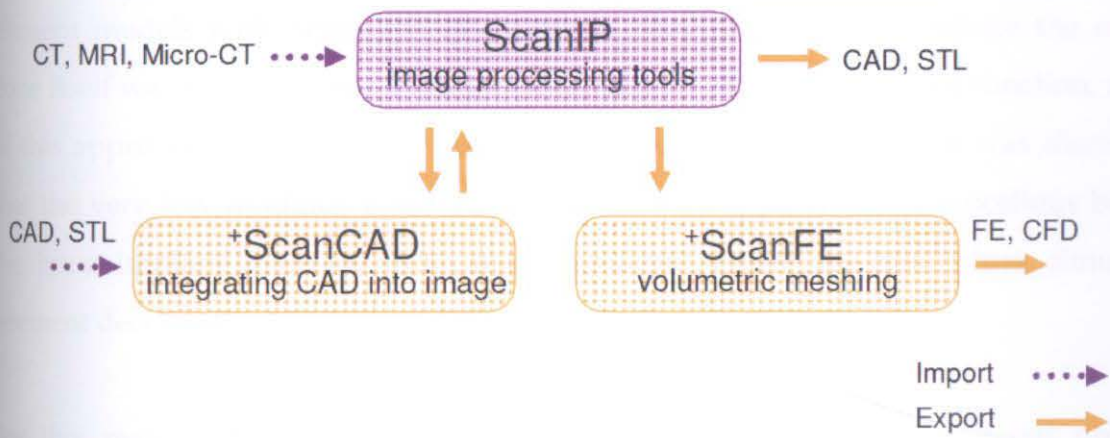 ScanIP
image processing tools
CT, MRI, Micro-CT
CAD, STL
CAD, STL
+ScanCAD
integrating CAD into image
+ScanFE
volumetric meshing
FE, CFD
Import
Export